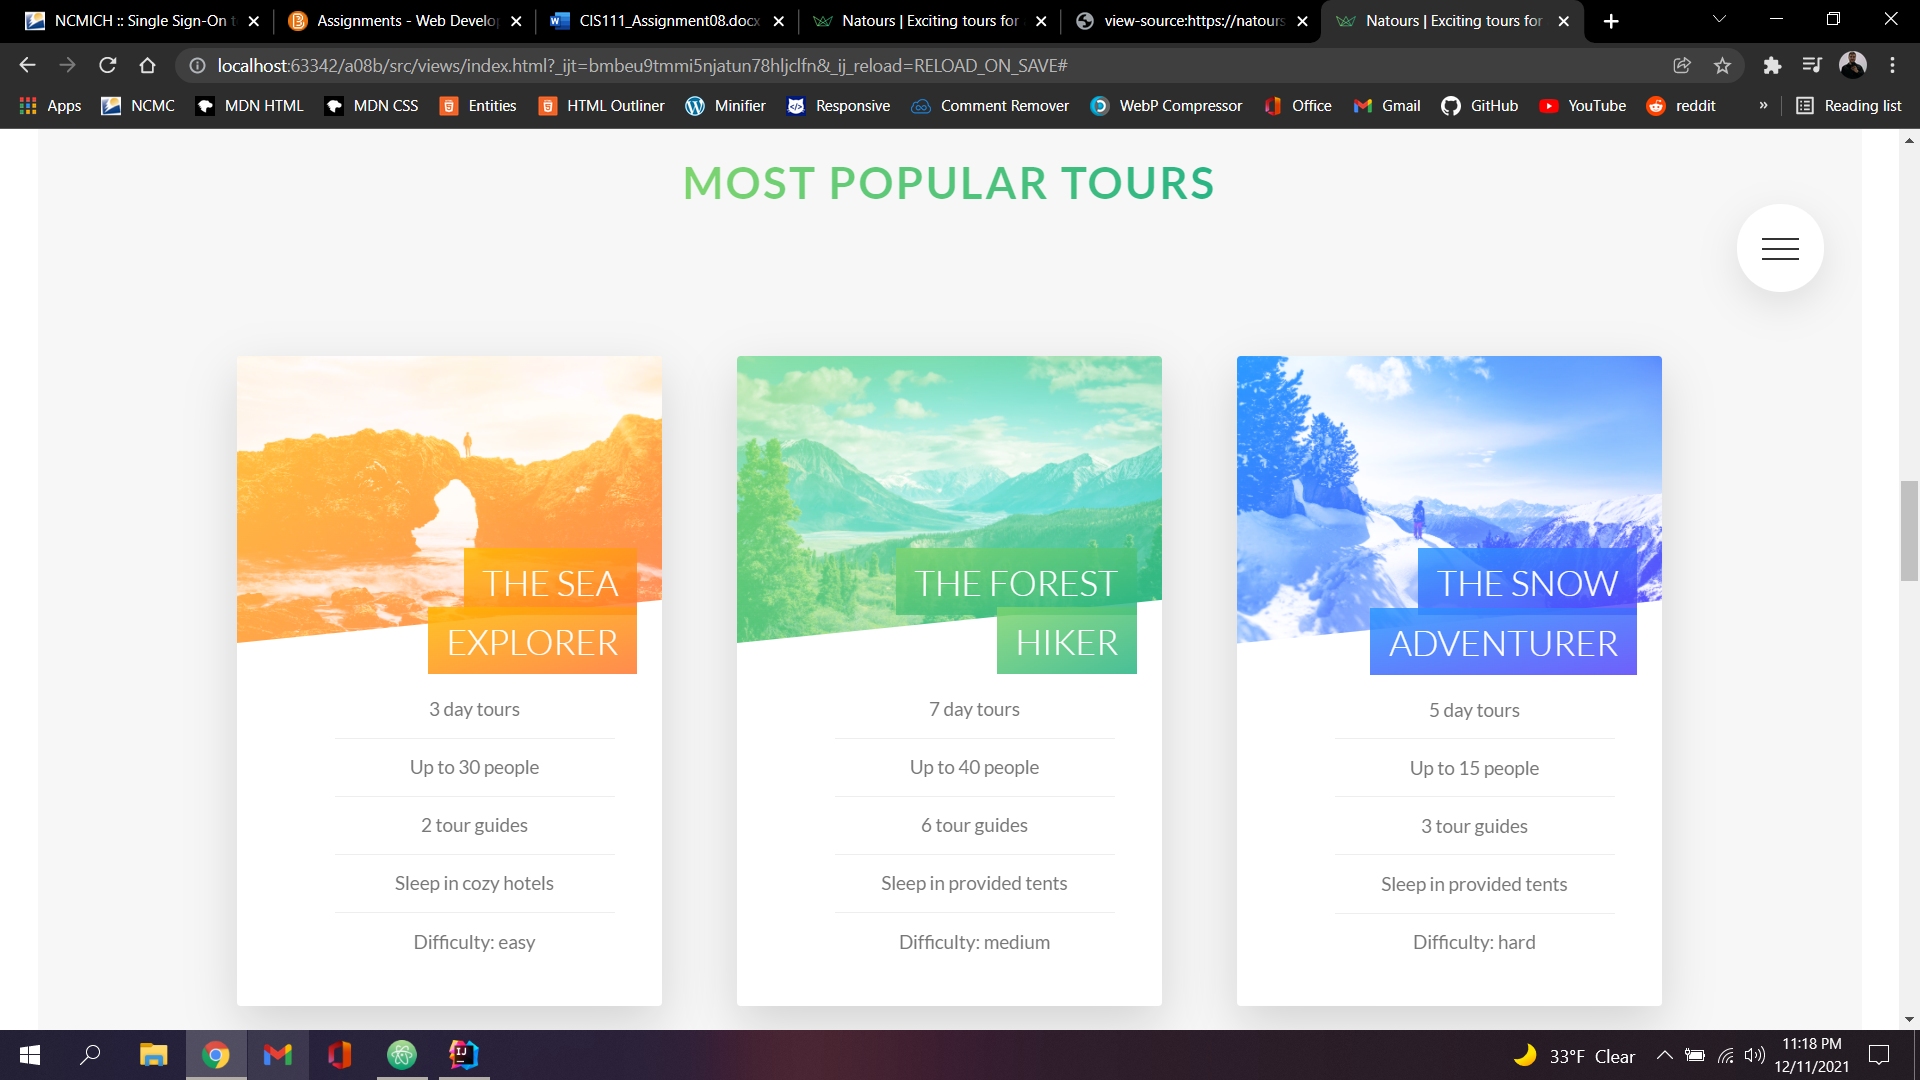 NCMICH :: Single Sign-On
Assignments - Web Develo
CIS111_Assignment08.docx
Natours | Exciting tours for
view-source:https://natours
Natours | Exciting tours for
localhost:63342/a08b/src/views/index.html?_ijt=bmbeu9tmmi5njatun78hljclfn&_ij_reload=RELOAD_ON_SAVE#
Apps
NCMC
MDN HTML
MDN CSS
Entities
HTML Outliner
Minifier
Responsive
Comment Remover
WebP Compressor
Office
Gmail
GitHub
YouTube
reddit
»
Reading list
MOST POPULAR TOURS
THE SEA
EXPLORER
3 day tours
Up to 30 people
2 tour guides
Sleep in cozy hotels
Difficulty: easy
THE FOREST
HIKER
7 day tours
Up to 40 people
6 tour guides
Sleep in provided tents
Difficulty: medium
THE SNOW
ADVENTURER
5 day tours
Up to 15 people
3 tour guides
Sleep in provided tents
Difficulty: hard
33°F Clear
11:18 PM
12/11/2021